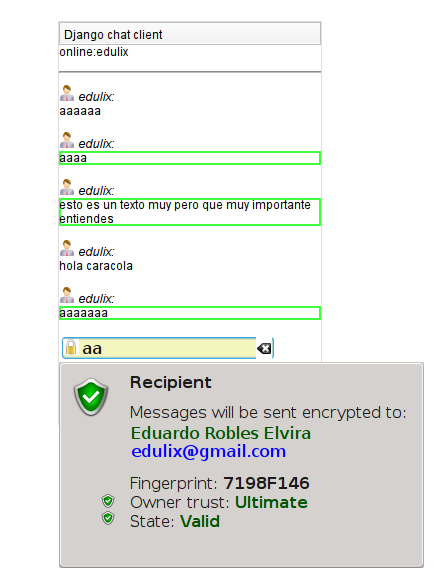 Django chat client
online:edulix
edulix:
aaaaaa
edulix:
aaaa
edulix:
esto es un texto muy pero que muy importante
entiendes
edulix:
hola caracola
edulix:
aaaaaaa
aa
Recipient
Messages will be sent encrypted to:
Eduardo Robles Elvira
edulix@gmail.com
Fingerprint: 7198F146
Owner trust: Ultimate
State: Valid